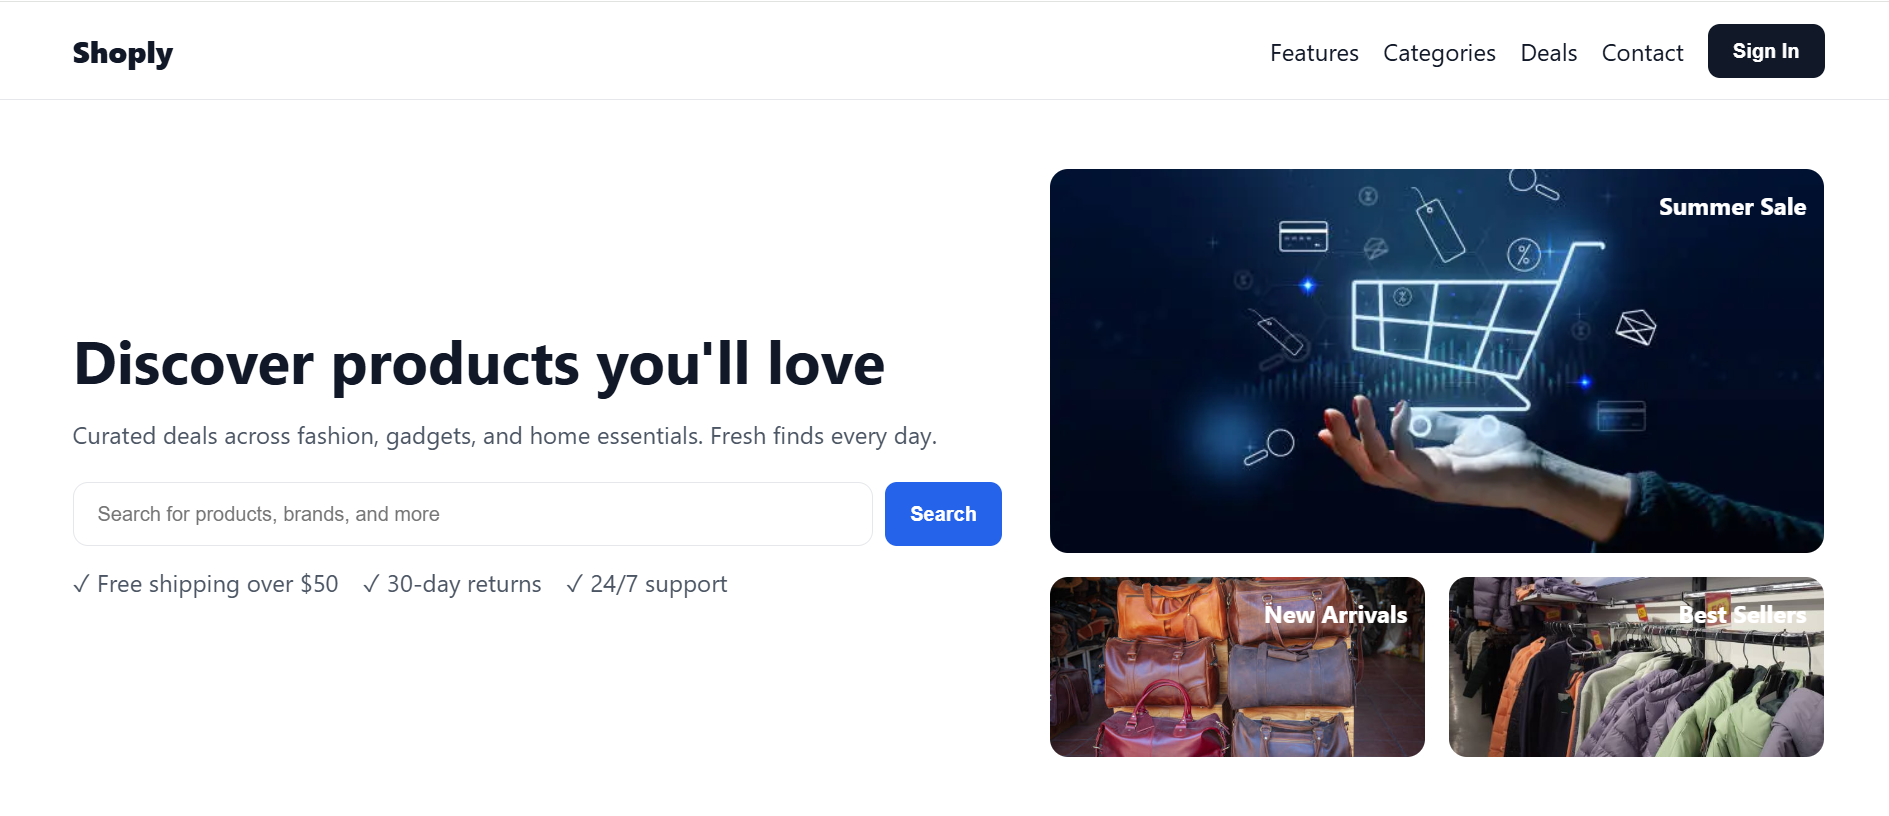 Shoply
Features Categories Deals Contact Sign In
Summer Sale
Discover products you'll love
Curated deals across fashion, gadgets, and home essentials. Fresh finds every day.
Search for products, brands, and more Search
✓ Free shipping over $50 ✓ 30-day returns ✓ 24/7 support
New Arrivals
Best Sellers